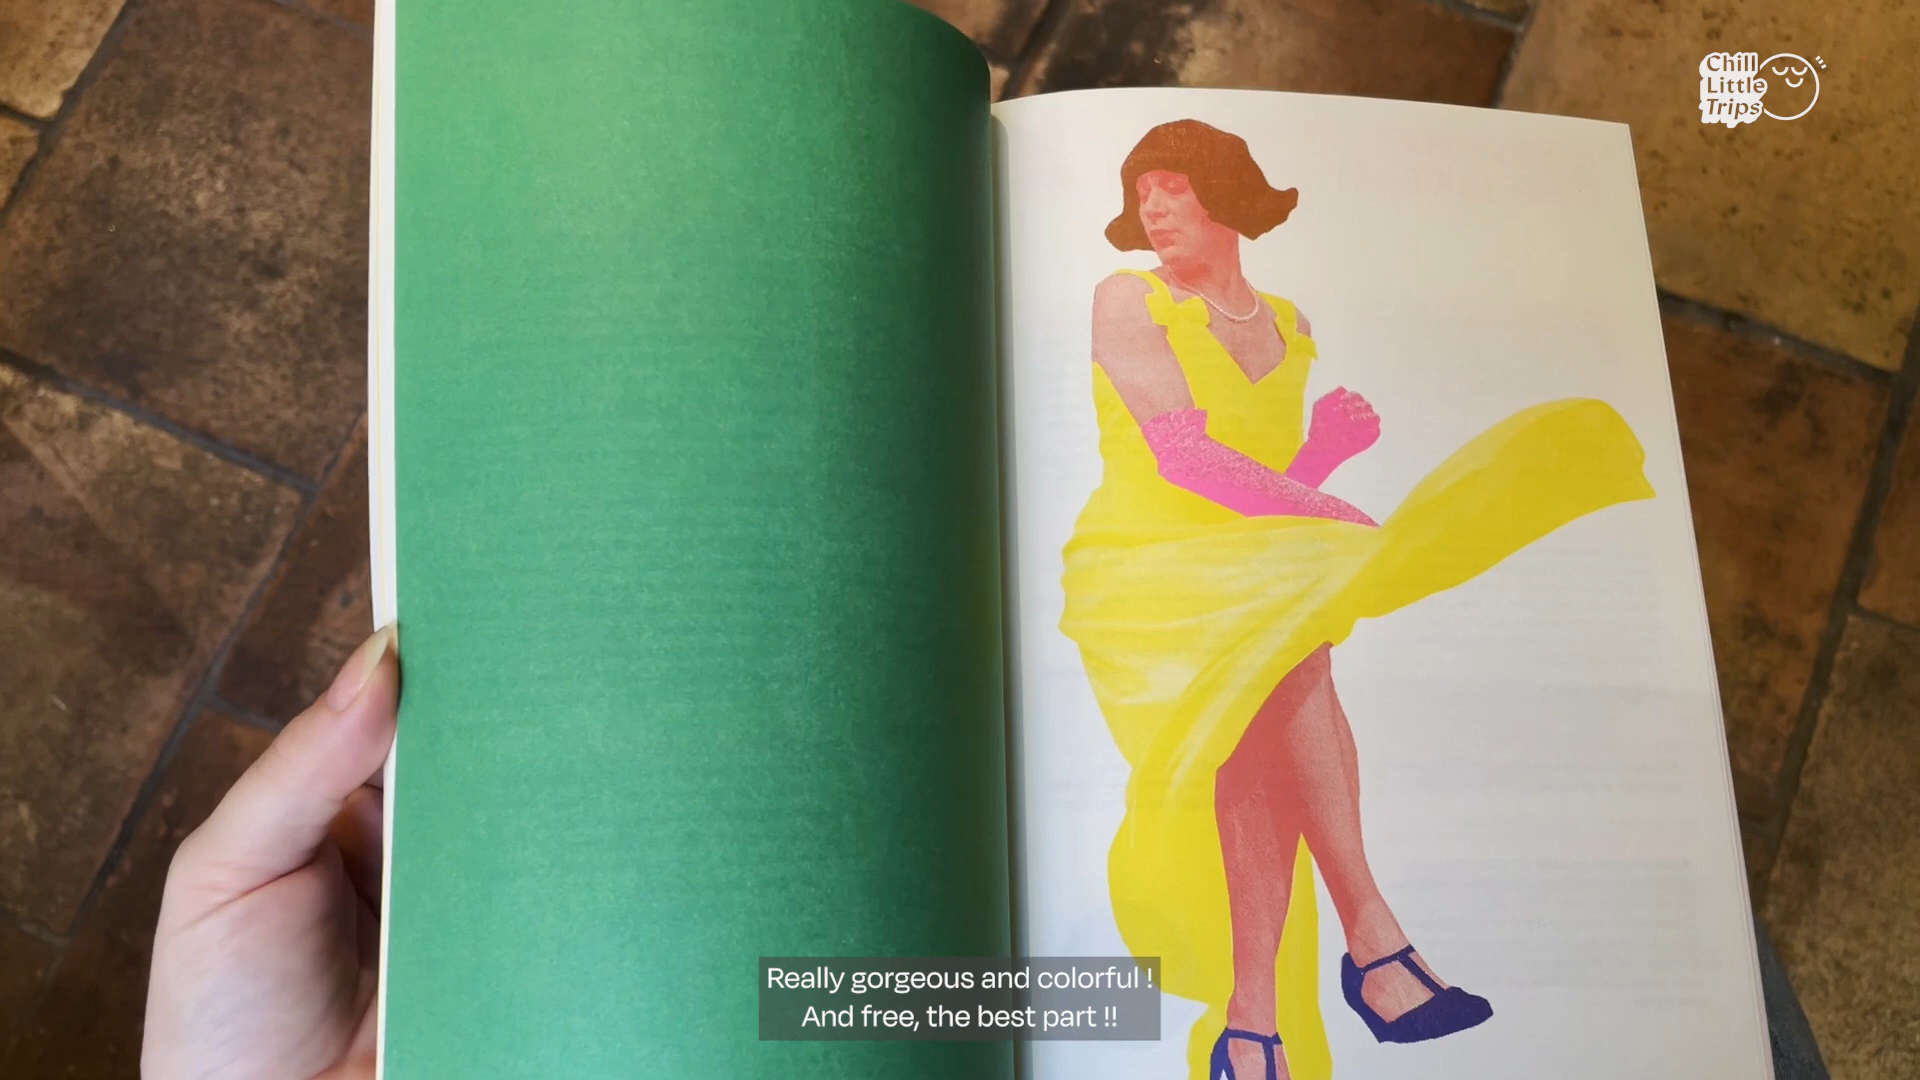 Chill
Little
Trips
Really gorgeous and colorful !
And free, the best part !!